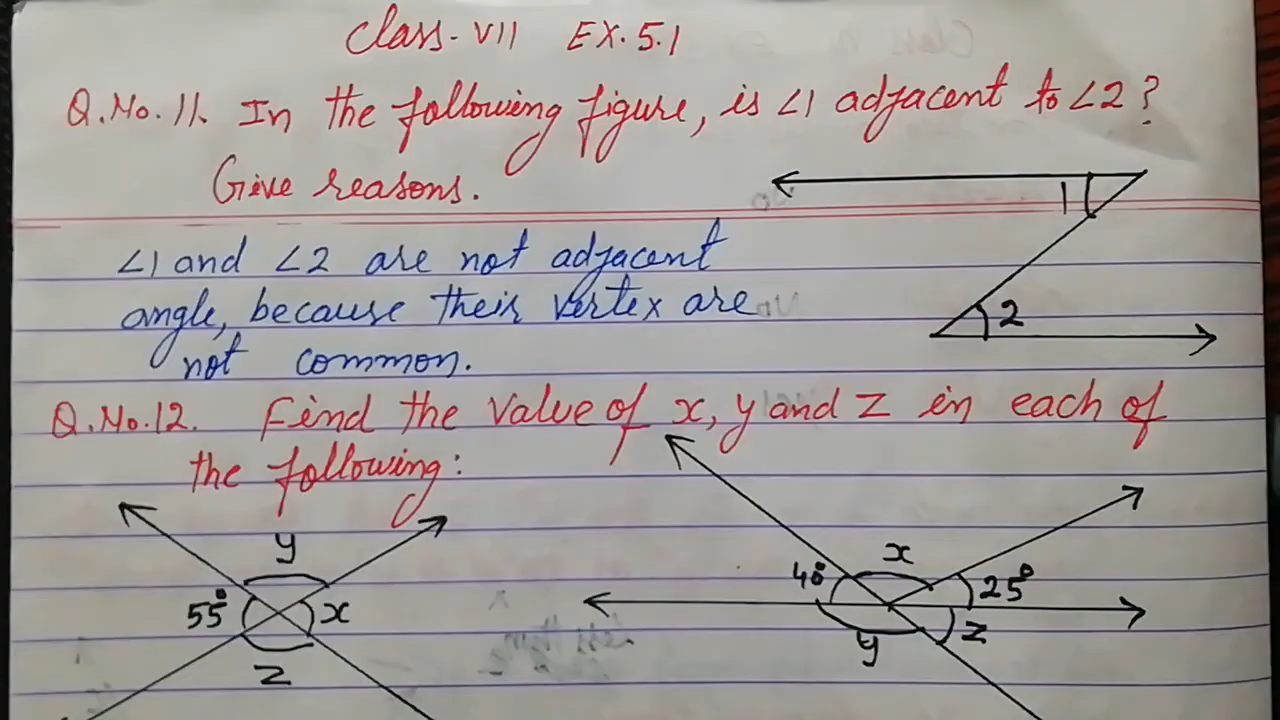 Class-VII EX.5.1
Q.No.11. In the following figure, is ∠1 adjacent to ∠2?
Give reasons.
1
∠1 and ∠2 are not adjacent
angle, because their vertex are
2
not common.
Q.No.12. Find the value of x, y and z in each of
the following:
y
55° x
z
x
40° 25°
y z